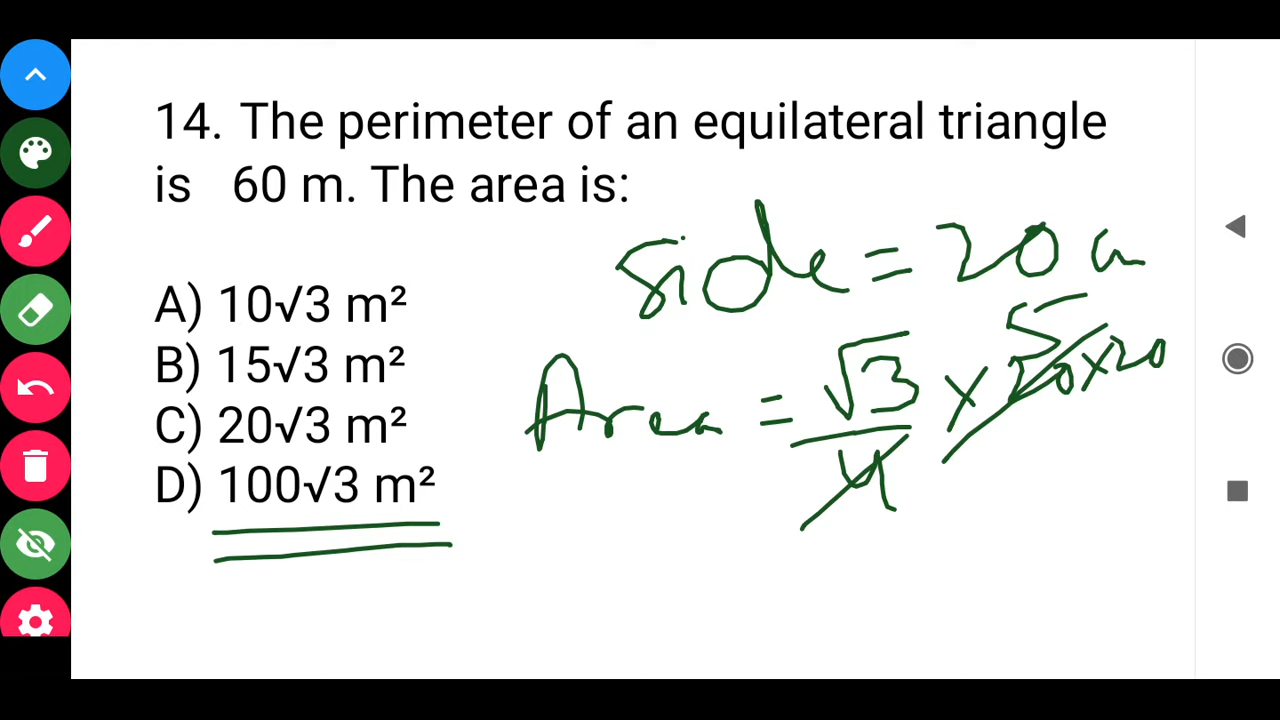 14. The perimeter of an equilateral triangle
is 60 m. The area is:
side = 20 m
A) 10√3 m²
B) 15√3 m²
C) 20√3 m²
D) 100√3 m²
Area = √3/4 × 20 × 20
5